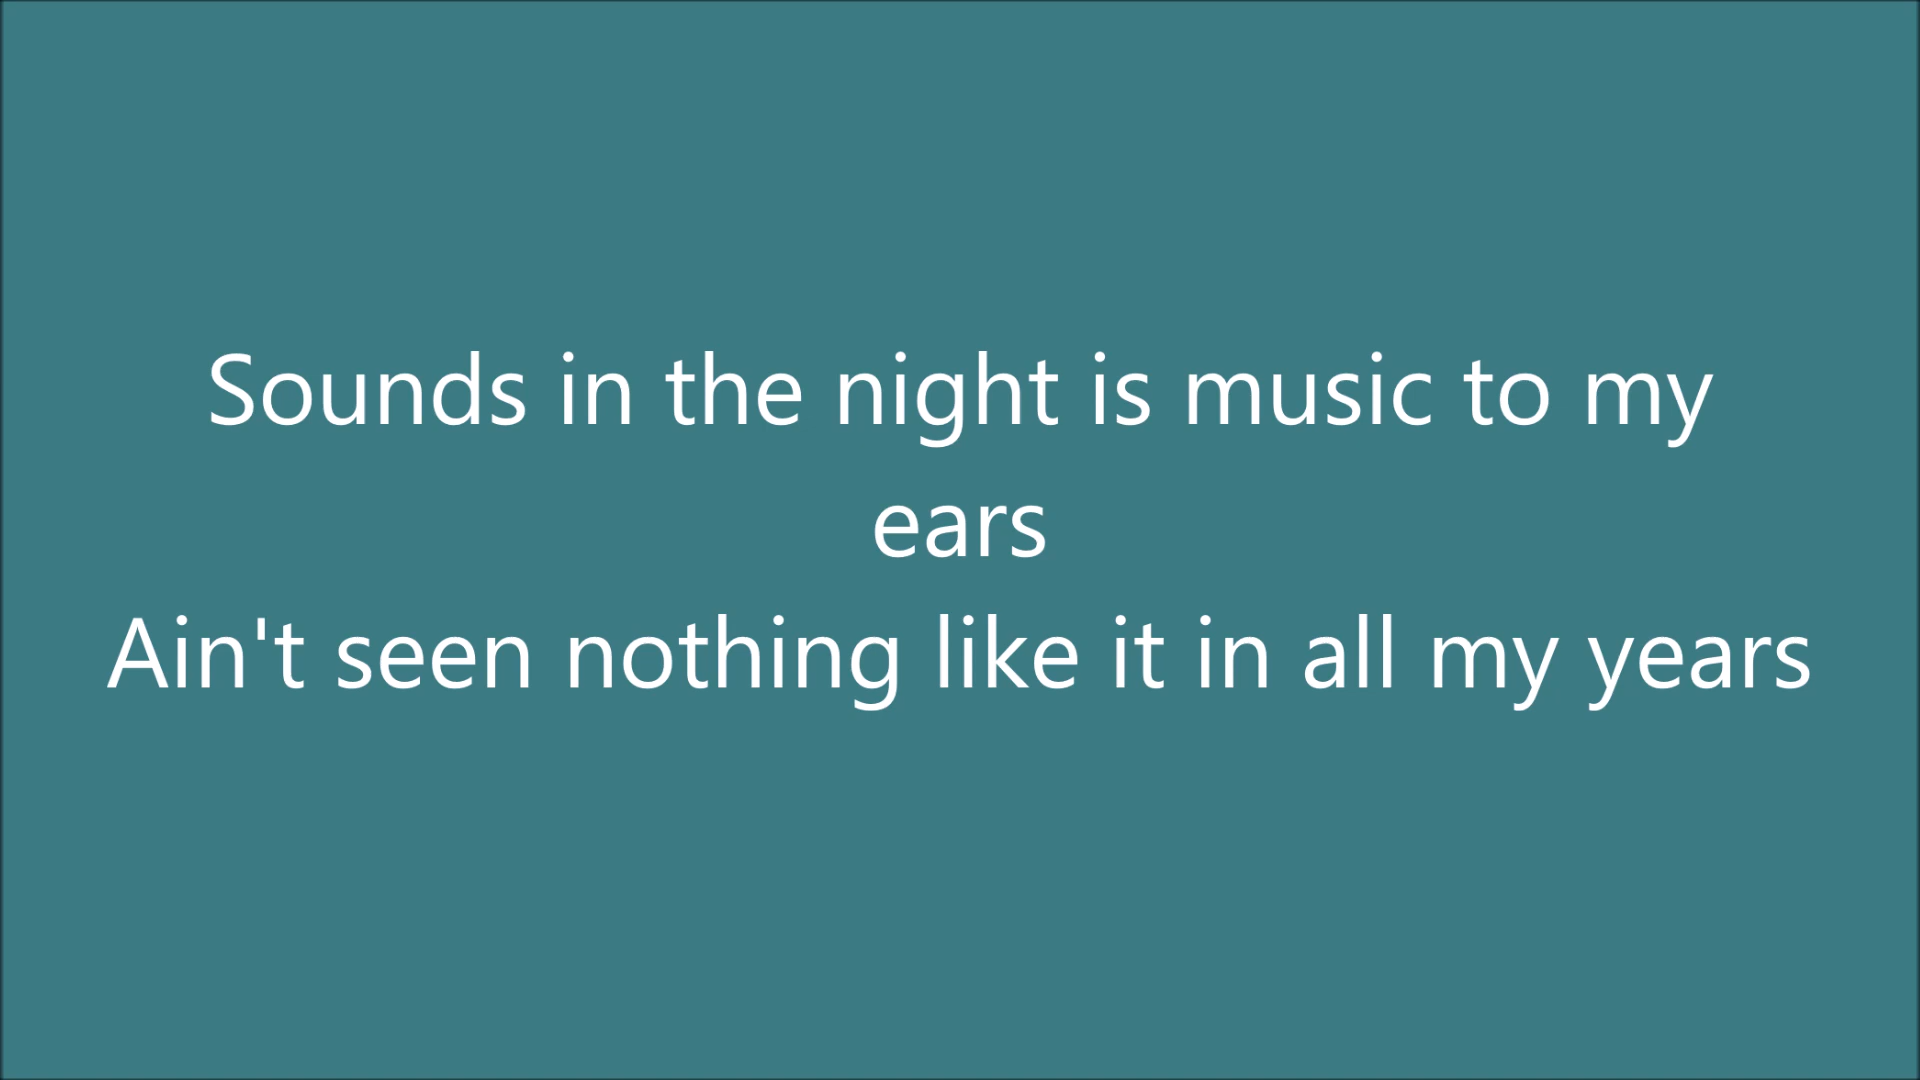 Sounds in the night is music to my
ears
Ain't seen nothing like it in all my years